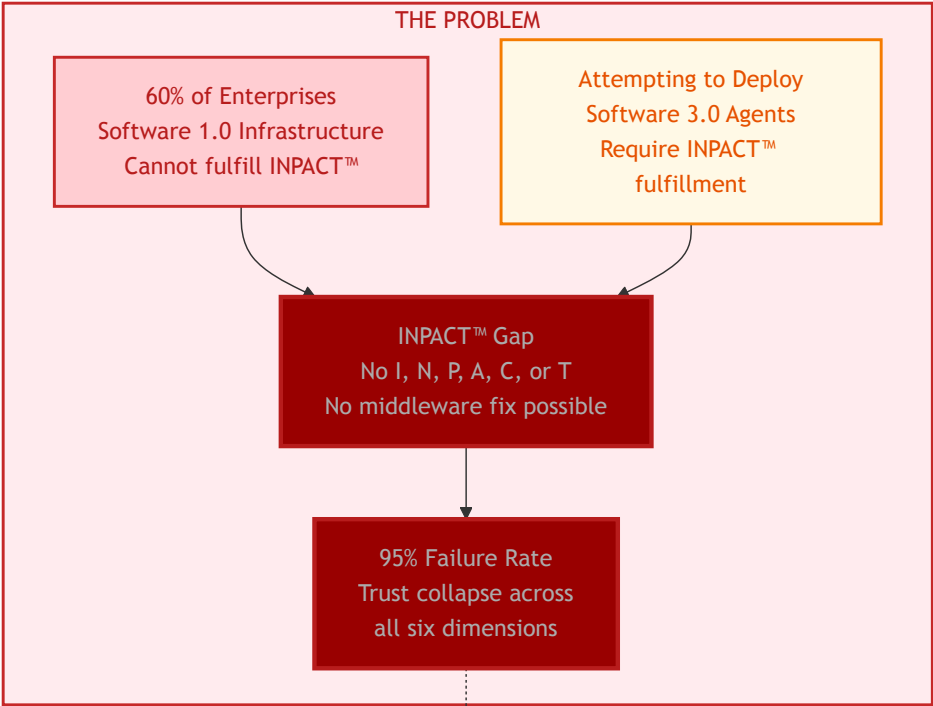 THE PROBLEM
60% of Enterprises
Software 1.0 Infrastructure
Cannot fulfill INPACT™
Attempting to Deploy
Software 3.0 Agents
Require INPACT™
fulfillment
INPACT™ Gap
No I, N, P, A, C, or T
No middleware fix possible
95% Failure Rate
Trust collapse across
all six dimensions